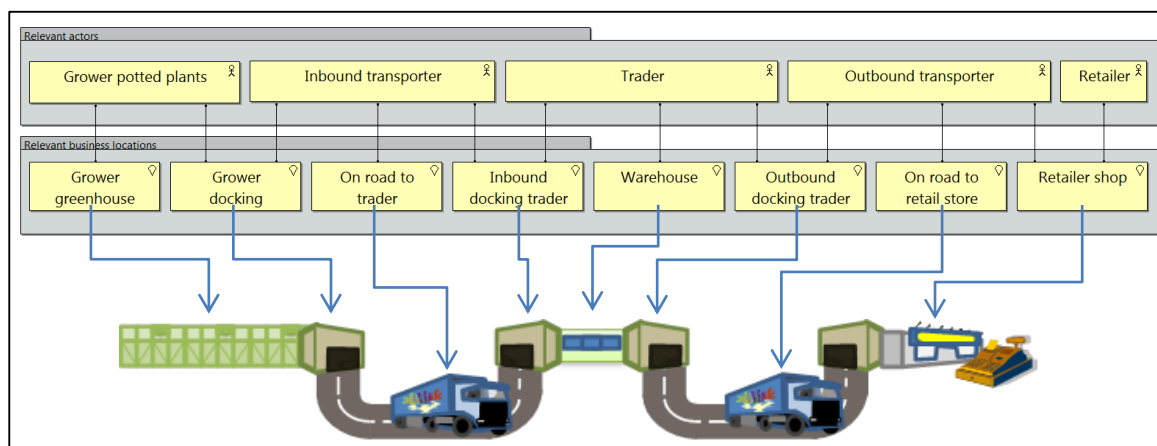 Relevant actors
Grower potted plants
Inbound transporter
Trader
Outbound transporter
Retailer
Relevant business locations
Grower
greenhouse
Grower
docking
On road to
trader
Inbound
docking trader
Warehouse
Outbound
docking trader
On road to
retail store
Retailer shop